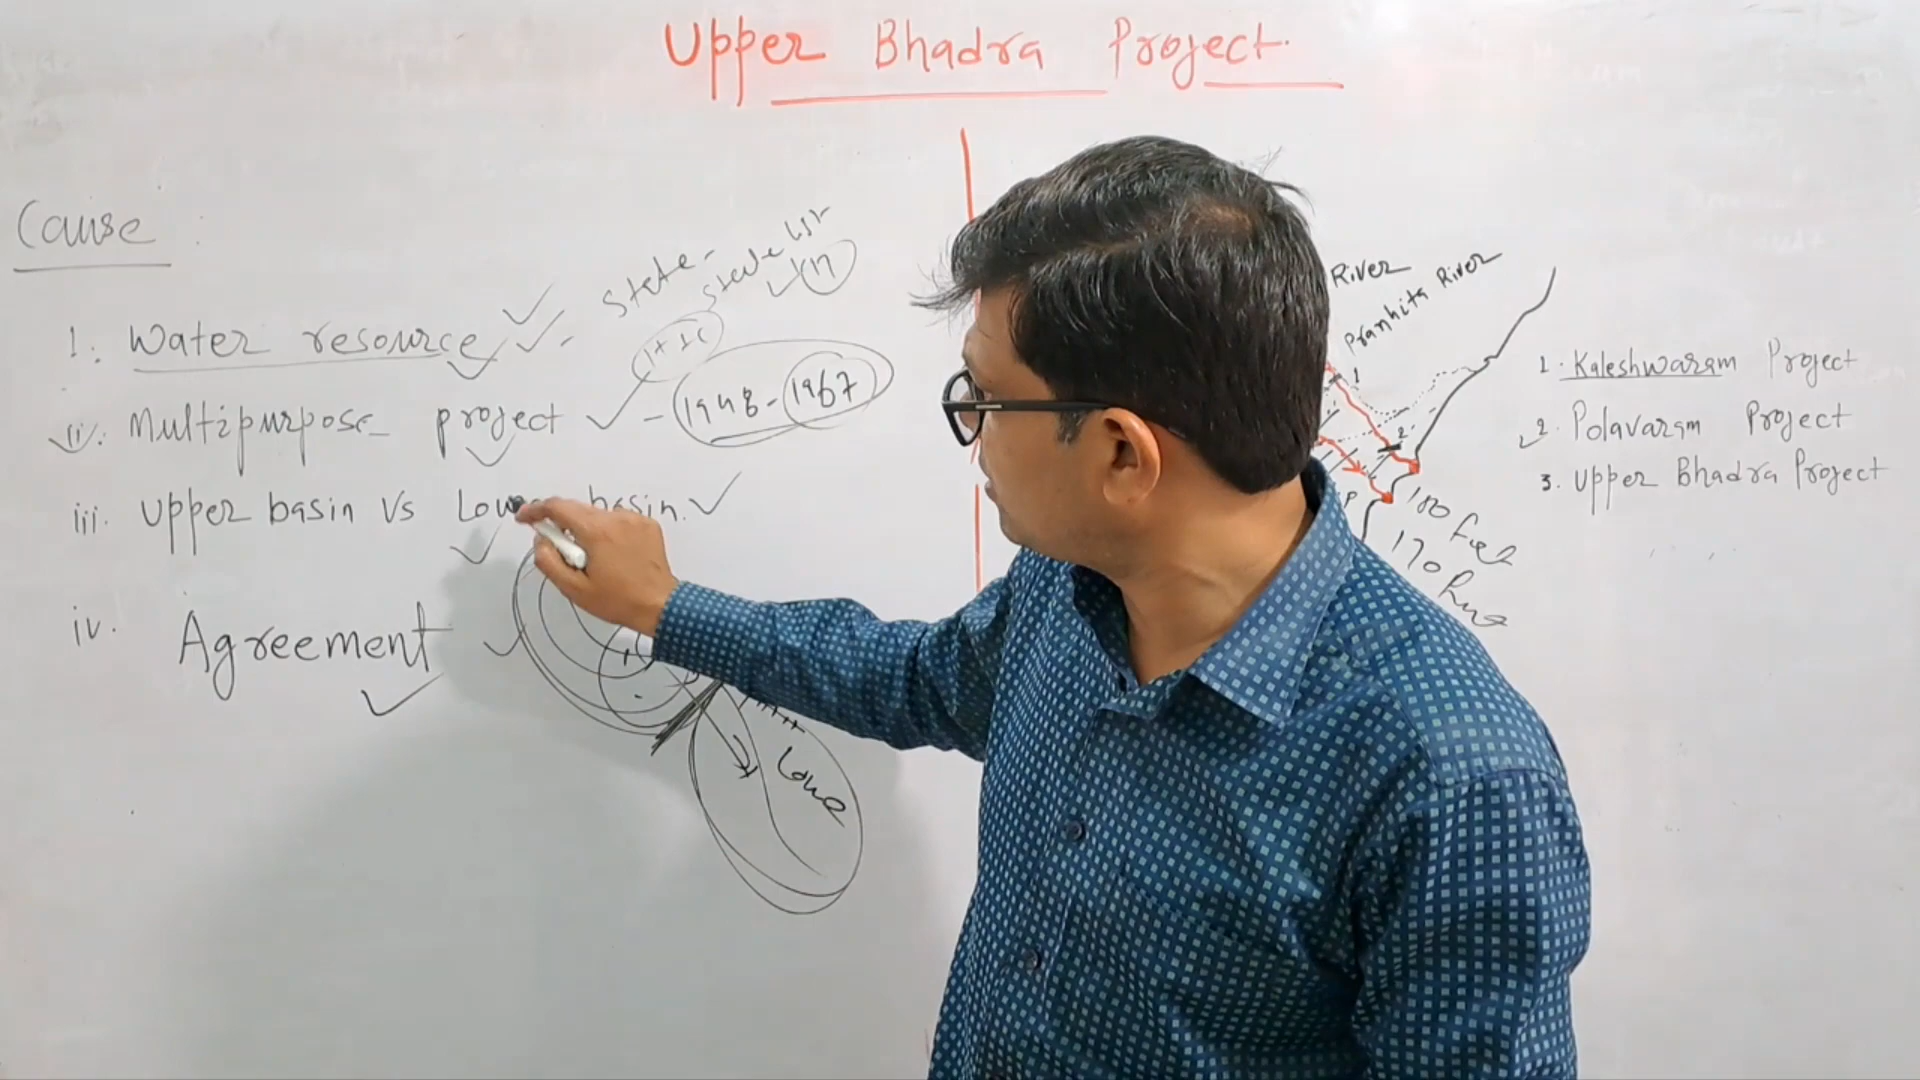 Upper Bhadra Project.
Cause :
1. Water resource
State -
State list
17
ii. Multipurpose project - 1948 - 1967
iii. Upper basin Vs Lower basin.
iv. Agreement
Lower
River
Pranhita River
1
2
P
180
170
1. Kaleshwaram Project
2. Polavaram Project
3. Upper Bhadra Project